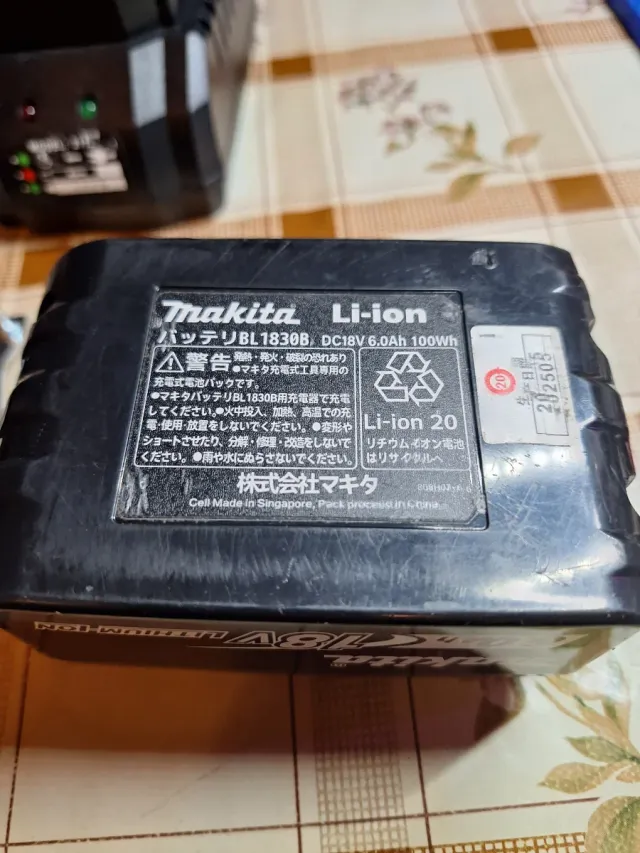 makita Li-ion
バッテリBL1830B DC18V 6.0Ah 100Wh
警告 発熱・発火・破裂の恐れあり
●マキタ充電式工具専用の
充電式電池パックです。
●マキタバッテリBL1830B用充電器で充電
してください。●火中投入、加熱、高温での充
電・使用・放置をしないでください。●変形や
ショートさせたり、分解・修理・改造をしないで
ください。●雨や水にぬらさないでください。
Li-ion 20
リチウムイオン電池
はリサイクルへ
株式会社マキタ
Cell Made in Singapore, Pack process in China
20
生产日期
202505
makita
18V LITHIUM-ION